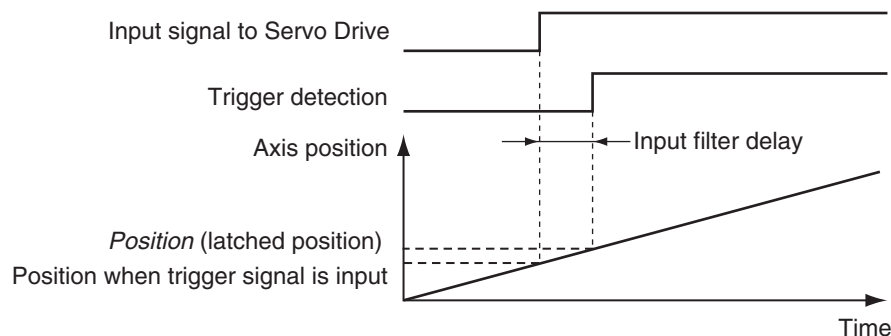 Input signal to Servo Drive
Trigger detection
Axis position
Input filter delay
Position (latched position)
Position when trigger signal is input
Time